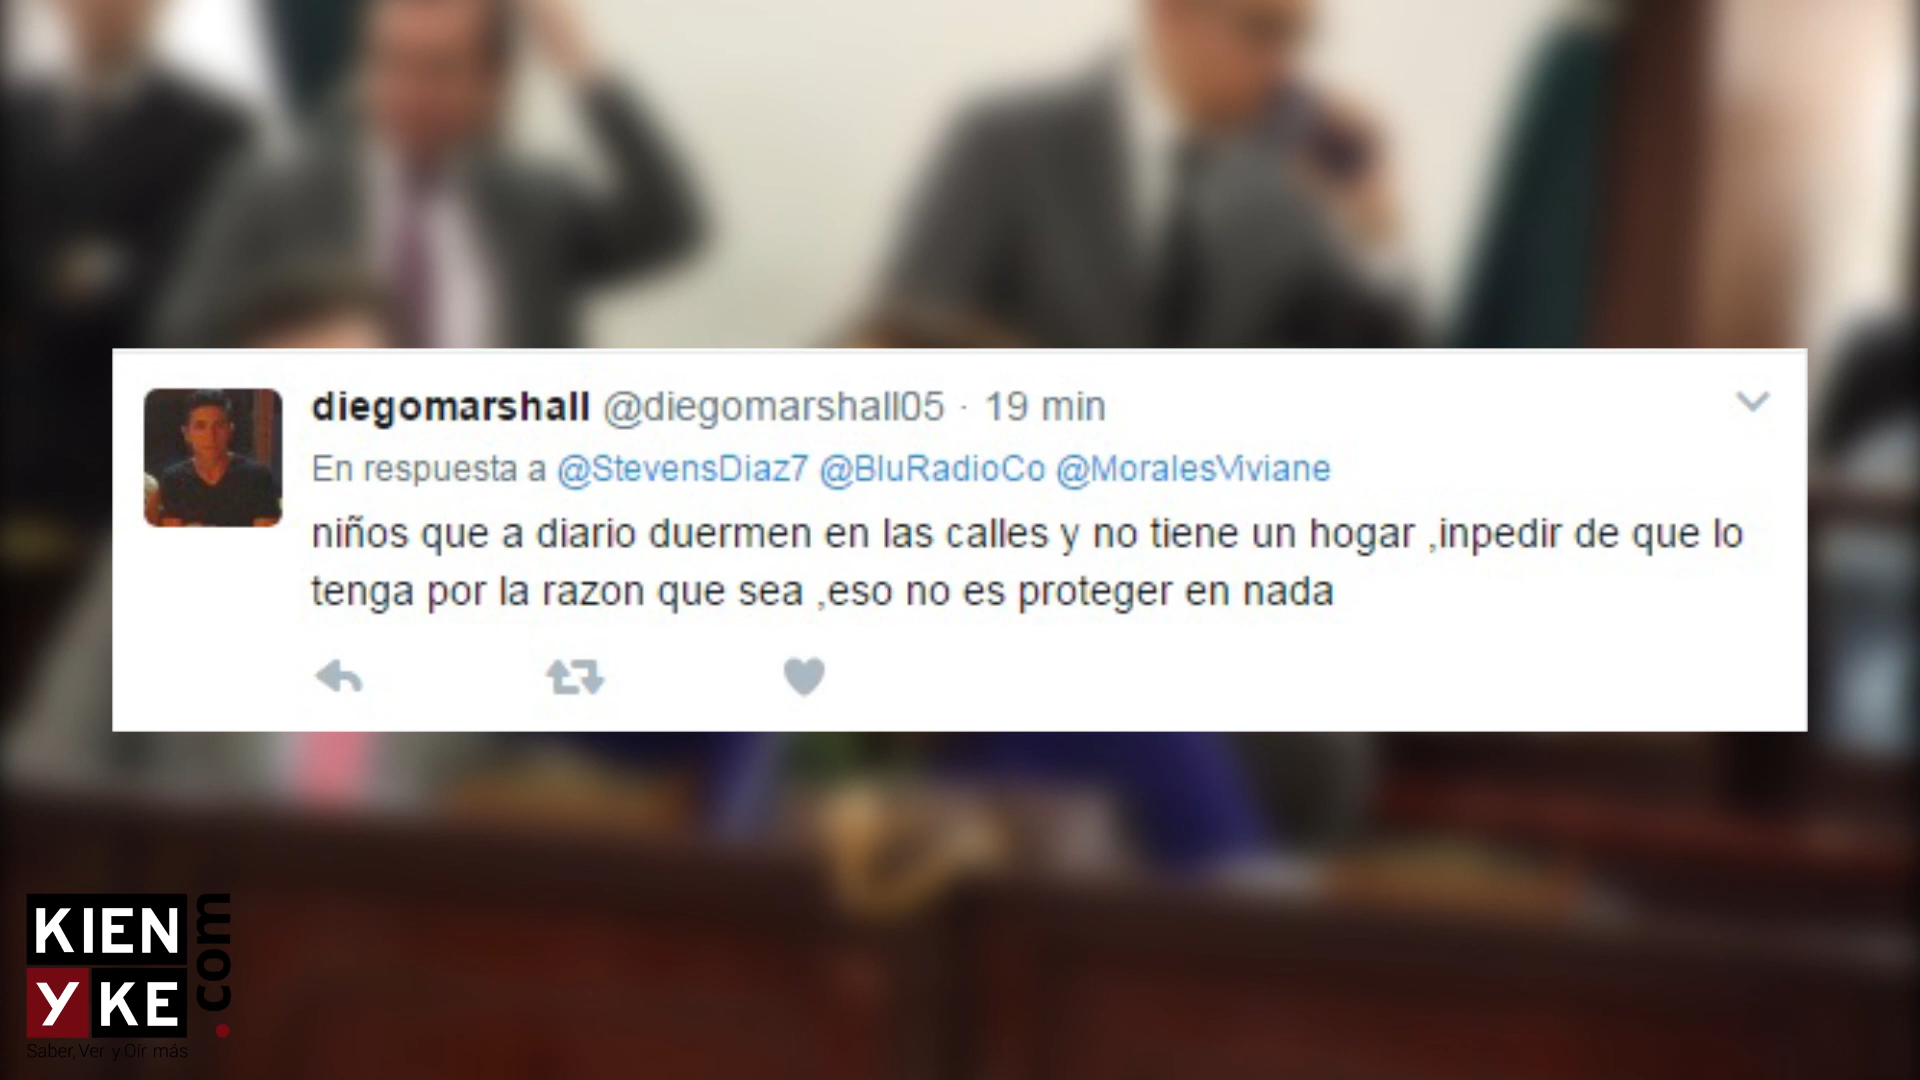 diegomarshall @diegomarshall05 · 19 min
En respuesta a @StevensDiaz7 @BluRadioCo @MoralesViviane
niños que a diario duermen en las calles y no tiene un hogar ,inpedir de que lo
tenga por la razon que sea ,eso no es proteger en nada
KIEN
YKE
.com
Saber, Ver y Oír más